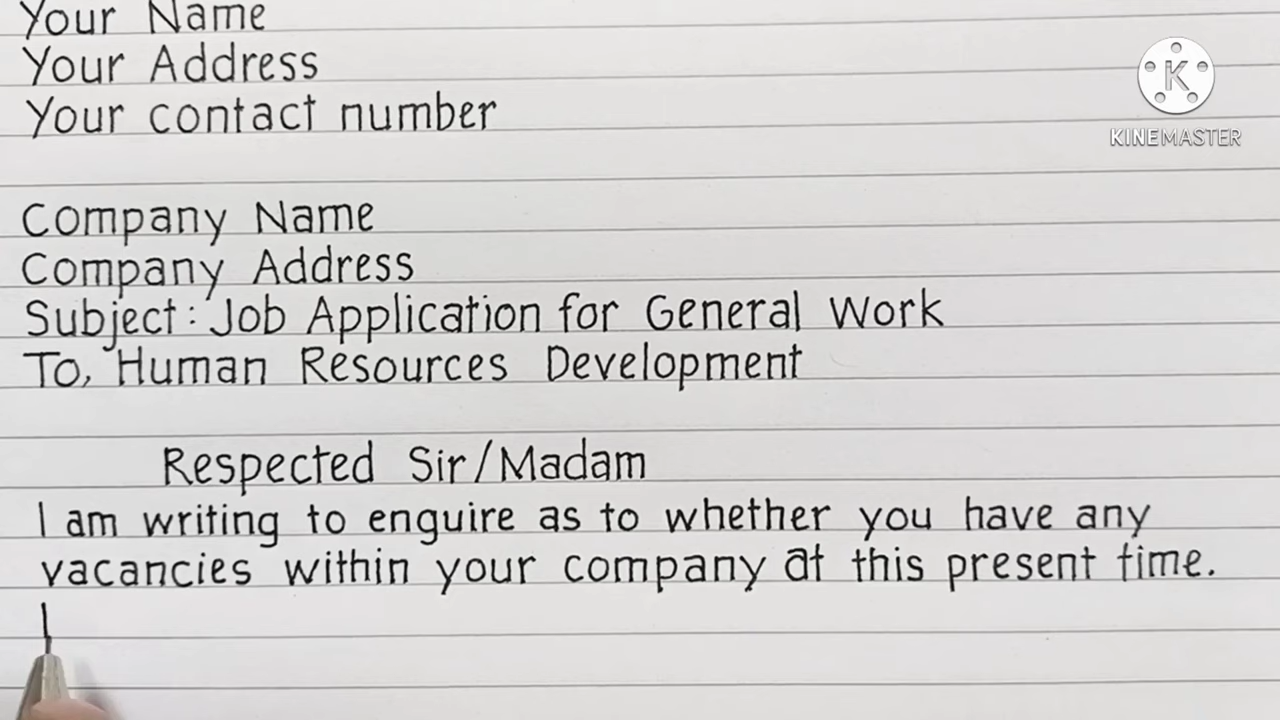 Your Name
Your Address
Your contact number
K
KINEMASTER
Company Name
Company Address
Subject: Job Application for General Work
To, Human Resources Development
Respected Sir/Madam
I am writing to enquire as to whether you have any
vacancies within your company at this present time.
I